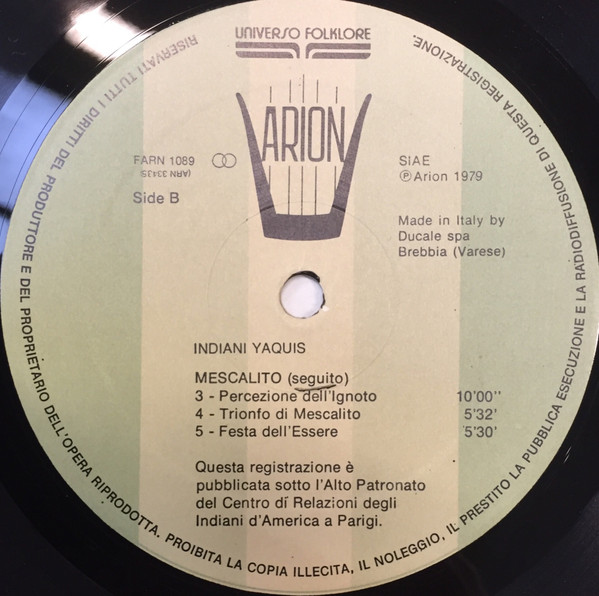 UNIVERSO FOLKLORE
ARION
FARN 1089
(ARN 33435)
Side B
SIAE
Ⓟ Arion 1979
Made in Italy by
Ducale spa
Brebbia (Varese)
INDIANI YAQUIS
MESCALITO (seguito)
3 - Percezione dell'Ignoto 10'00''
4 - Trionfo di Mescalito 5'32'
5 - Festa dell'Essere 5'30'
Questa registrazione è
pubblicata sotto l'Alto Patronato
del Centro di Relazioni degli
Indiani d'America a Parigi.
RISERVATI TUTTI I DIRITTI DEL PRODUTTORE E DEL PROPRIETARIO DELL'OPERA RIPRODOTTA. PROIBITA LA COPIA ILLECITA, IL NOLEGGIO, IL PRESTITO LA PUBBLICA ESECUZIONE E LA RADIODIFFUSIONE DI QUESTA REGISTRAZIONE.